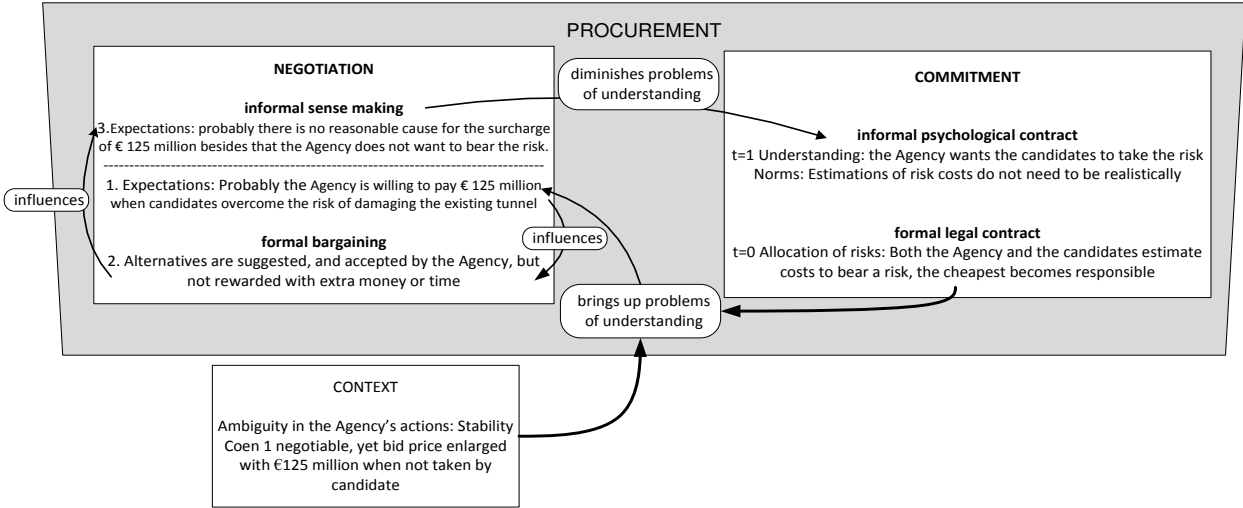 PROCUREMENT
NEGOTIATION
informal sense making
3.Expectations: probably there is no reasonable cause for the surcharge
of € 125 million besides that the Agency does not want to bear the risk.
--------------------------------------------------------------------------------
1. Expectations: Probably the Agency is willing to pay € 125 million
when candidates overcome the risk of damaging the existing tunnel
formal bargaining
2. Alternatives are suggested, and accepted by the Agency, but
not rewarded with extra money or time
influences
influences
diminishes problems
of understanding
brings up problems
of understanding
COMMITMENT
informal psychological contract
t=1 Understanding: the Agency wants the candidates to take the risk
Norms: Estimations of risk costs do not need to be realistically
formal legal contract
t=0 Allocation of risks: Both the Agency and the candidates estimate
costs to bear a risk, the cheapest becomes responsible
CONTEXT
Ambiguity in the Agency's actions: Stability
Coen 1 negotiable, yet bid price enlarged
with €125 million when not taken by
candidate